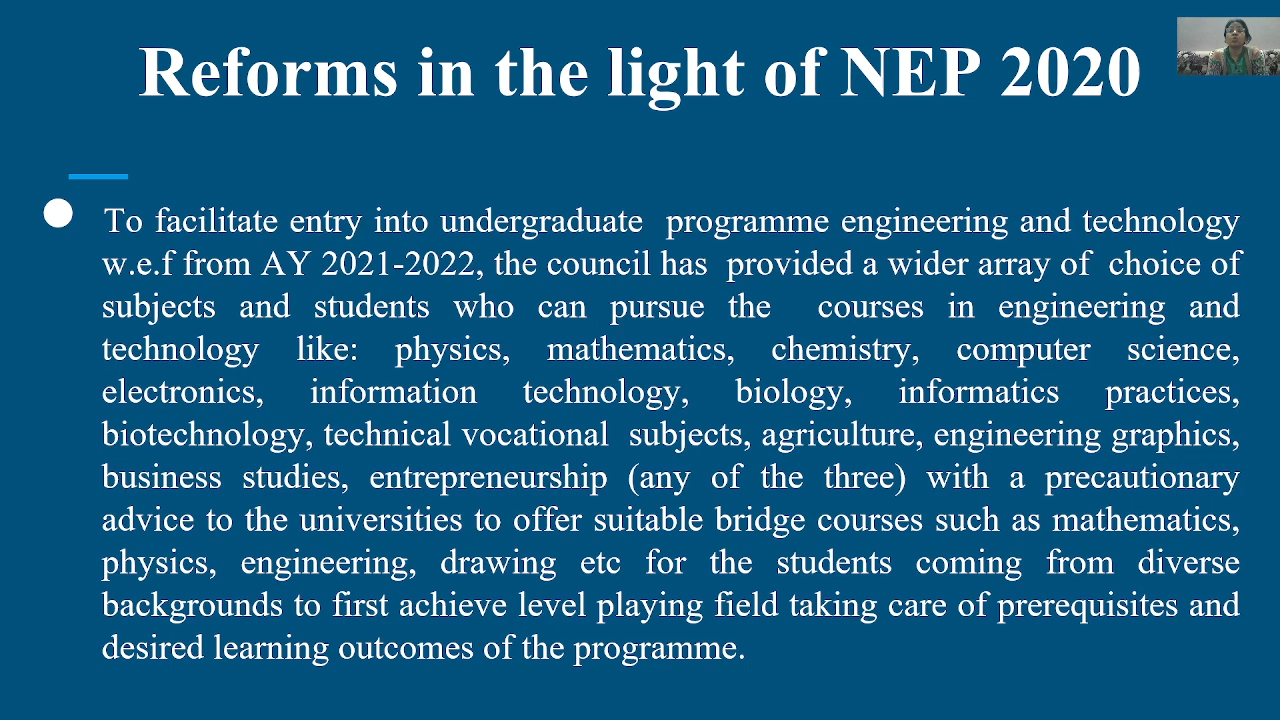 Reforms in the light of NEP 2020
To facilitate entry into undergraduate programme engineering and technology
w.e.f from AY 2021-2022, the council has provided a wider array of choice of
subjects and students who can pursue the courses in engineering and
technology like: physics, mathematics, chemistry, computer science,
electronics, information technology, biology, informatics practices,
biotechnology, technical vocational subjects, agriculture, engineering graphics,
business studies, entrepreneurship (any of the three) with a precautionary
advice to the universities to offer suitable bridge courses such as mathematics,
physics, engineering, drawing etc for the students coming from diverse
backgrounds to first achieve level playing field taking care of prerequisites and
desired learning outcomes of the programme.